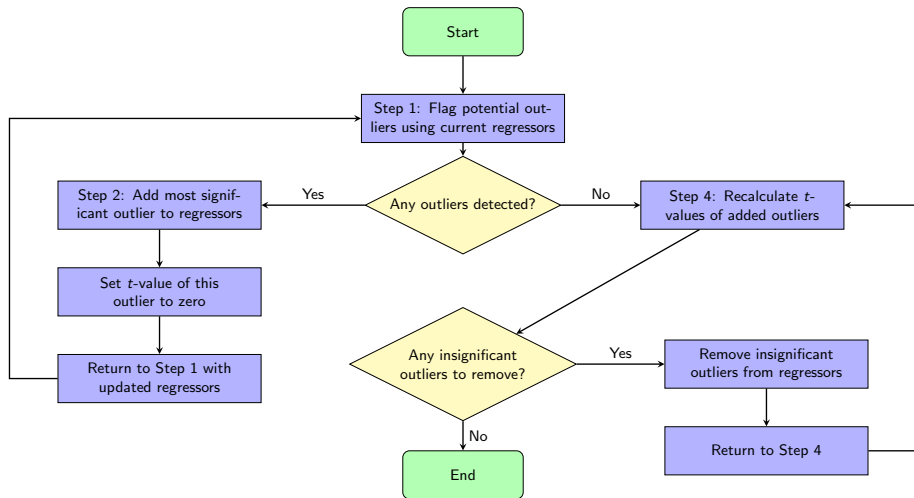 Start
Step 1: Flag potential out-
liers using current regressors
Any outliers detected?
Yes
No
Step 2: Add most signif-
icant outlier to regressors
Step 4: Recalculate t-
values of added outliers
Set t-value of this
outlier to zero
Return to Step 1 with
updated regressors
Any insignificant
outliers to remove?
Yes
Remove insignificant
outliers from regressors
No
Return to Step 4
End